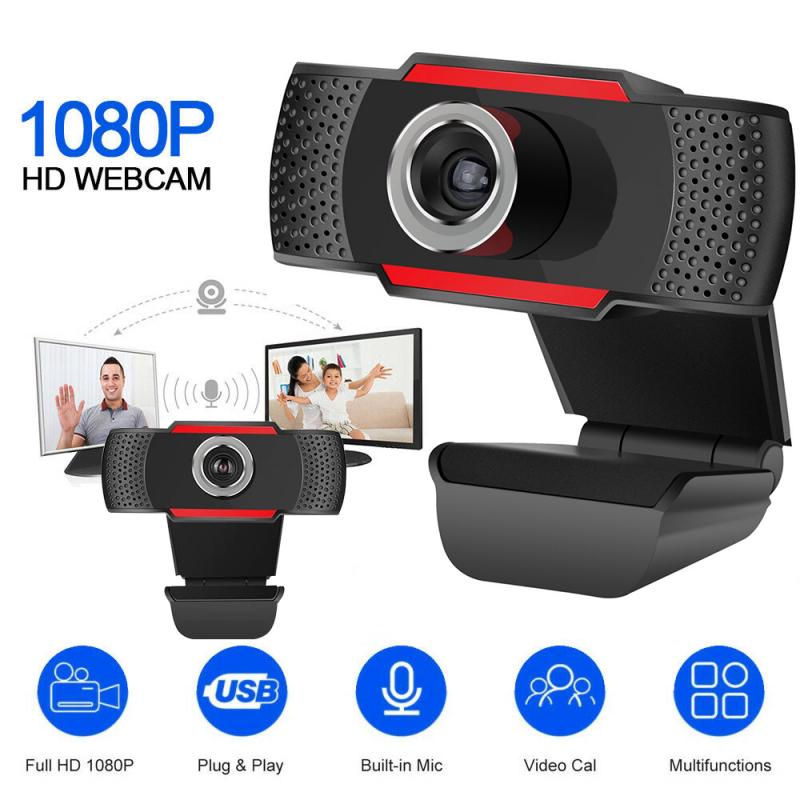 1080P
HD WEBCAM
USB
Full HD 1080P
Plug & Play
Built-in Mic
Video Cal
Multifunctions